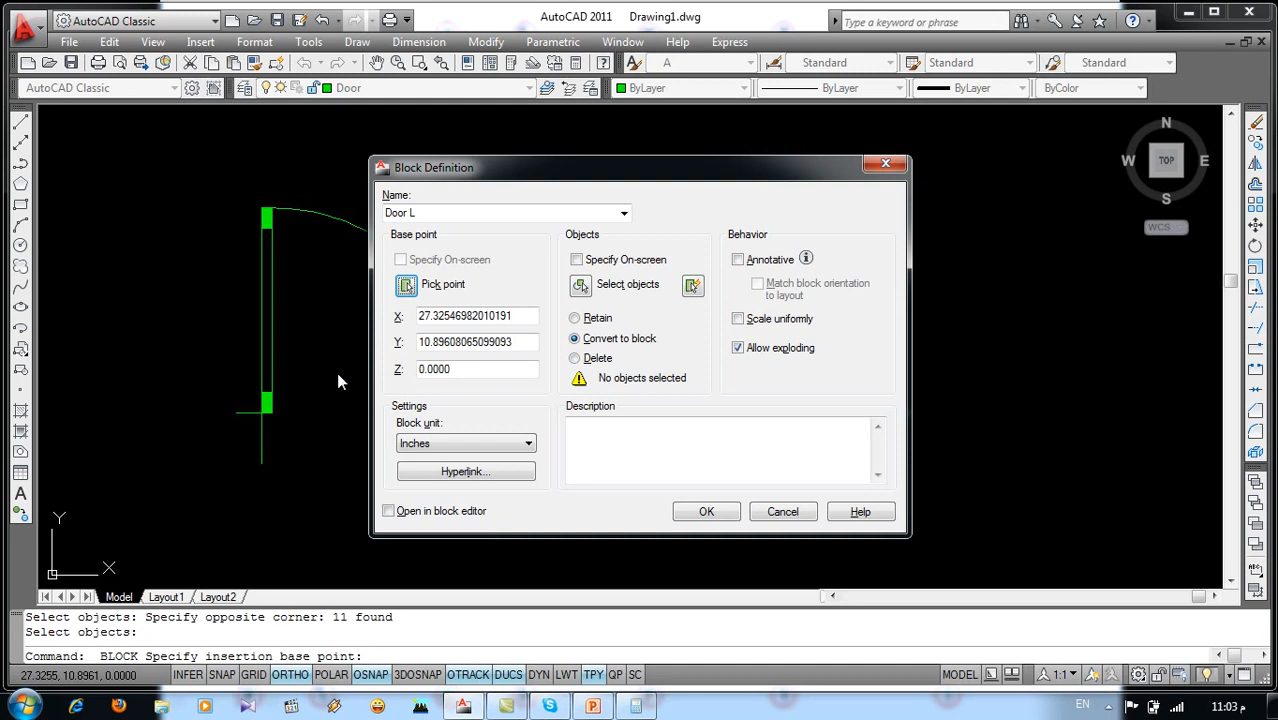 AutoCAD Classic
AutoCAD 2011 Drawing1.dwg
Type a keyword or phrase
File Edit View Insert Format Tools Draw Dimension Modify Parametric Window Help Express
A Standard Standard Standard
AutoCAD Classic Door ByLayer ByLayer ByLayer ByColor
N
W TOP E
S
WCS
Block Definition
Name:
Door L
Base point Objects Behavior
Specify On-screen Specify On-screen Annotative
Pick point Select objects Match block orientation
to layout
X: 27.32546982010191 Retain Scale uniformly
Y: 10.89608065099093 Convert to block Allow exploding
Z: 0.0000 Delete
No objects selected
Settings Description
Block unit:
Inches
Hyperlink...
Open in block editor OK Cancel Help
Y
X
Model Layout1 Layout2
Select objects: Specify opposite corner: 11 found
Select objects:
Command: BLOCK Specify insertion base point:
27.3255, 10.8961, 0.0000 INFER SNAP GRID ORTHO POLAR OSNAP 3DOSNAP OTRACK DUCS DYN LWT TPY QP SC MODEL 1:1
EN 11:03 م